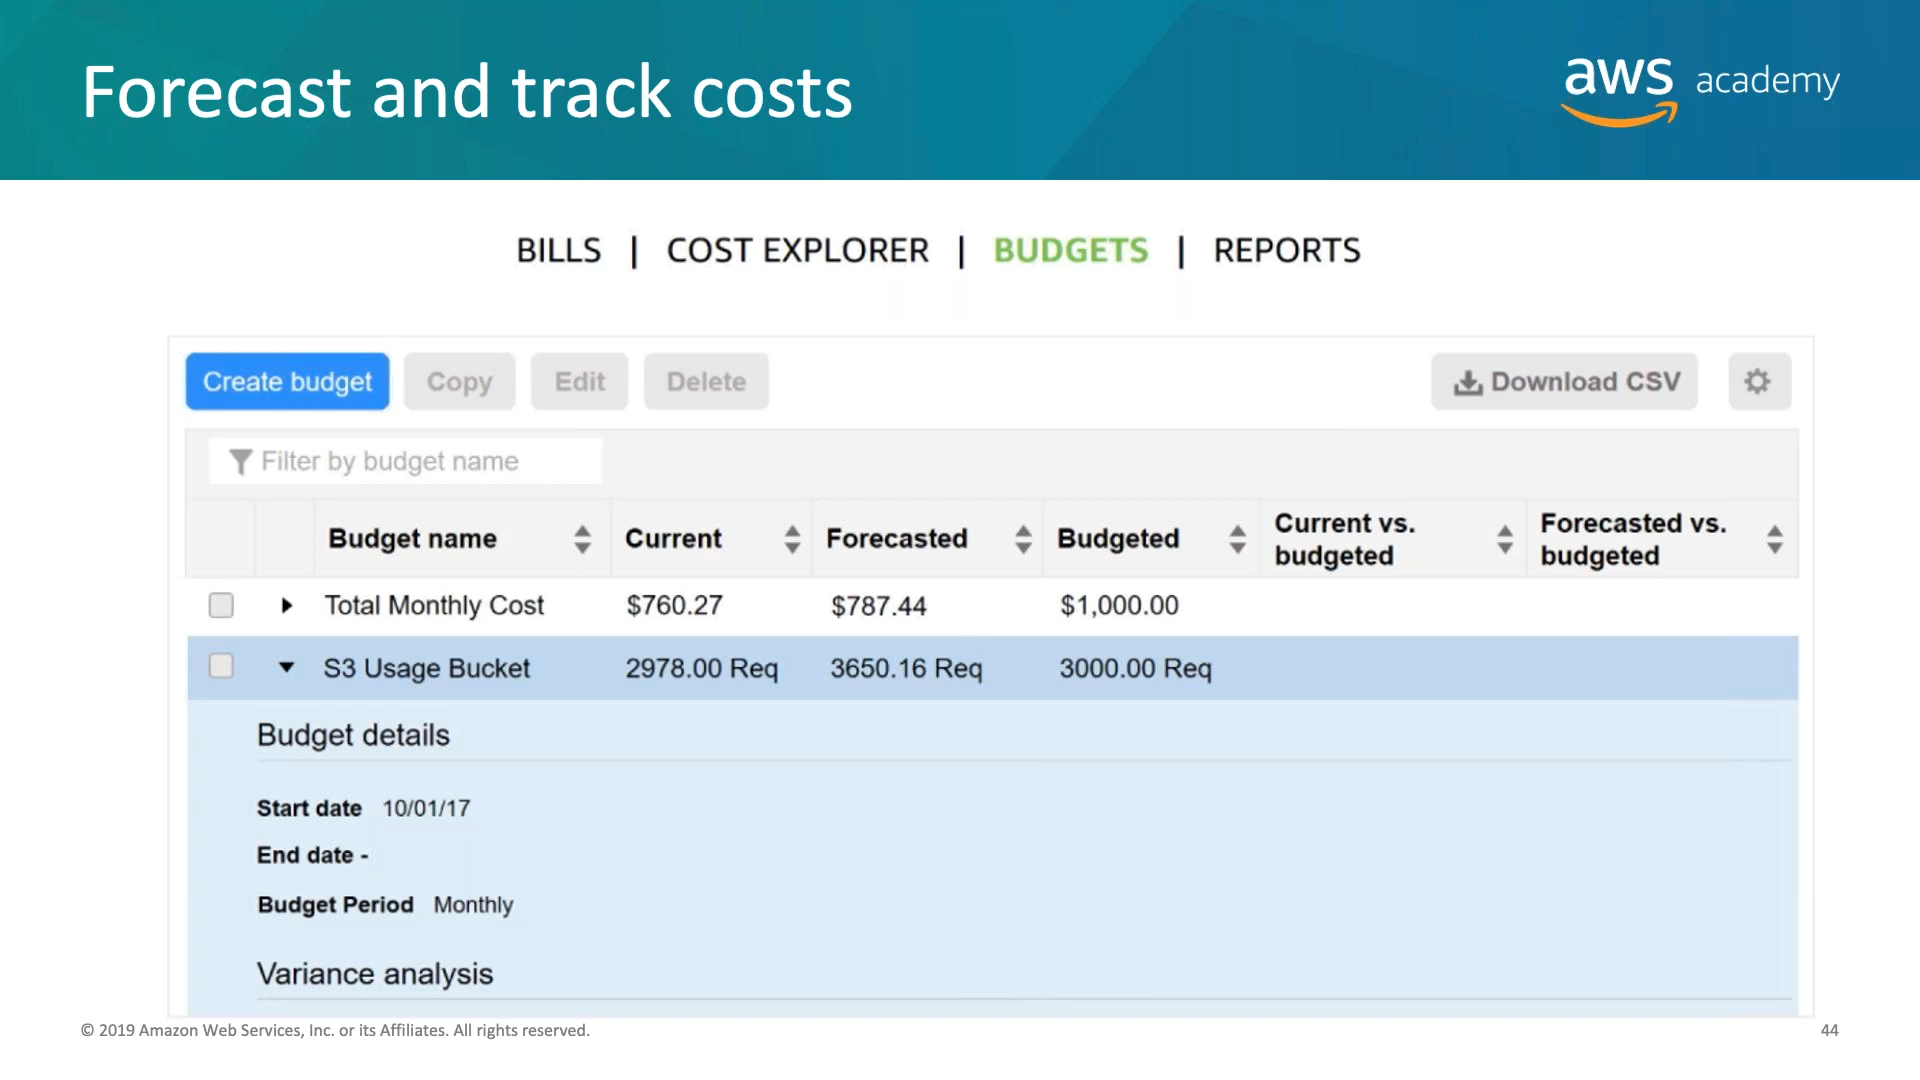 Forecast and track costs
aws academy
BILLS | COST EXPLORER | BUDGETS | REPORTS
Create budget Copy Edit Delete Download CSV
Filter by budget name
Budget name Current Forecasted Budgeted Current vs. budgeted Forecasted vs. budgeted
Total Monthly Cost $760.27 $787.44 $1,000.00
S3 Usage Bucket 2978.00 Req 3650.16 Req 3000.00 Req
Budget details
Start date 10/01/17
End date -
Budget Period Monthly
Variance analysis
© 2019 Amazon Web Services, Inc. or its Affiliates. All rights reserved. 44